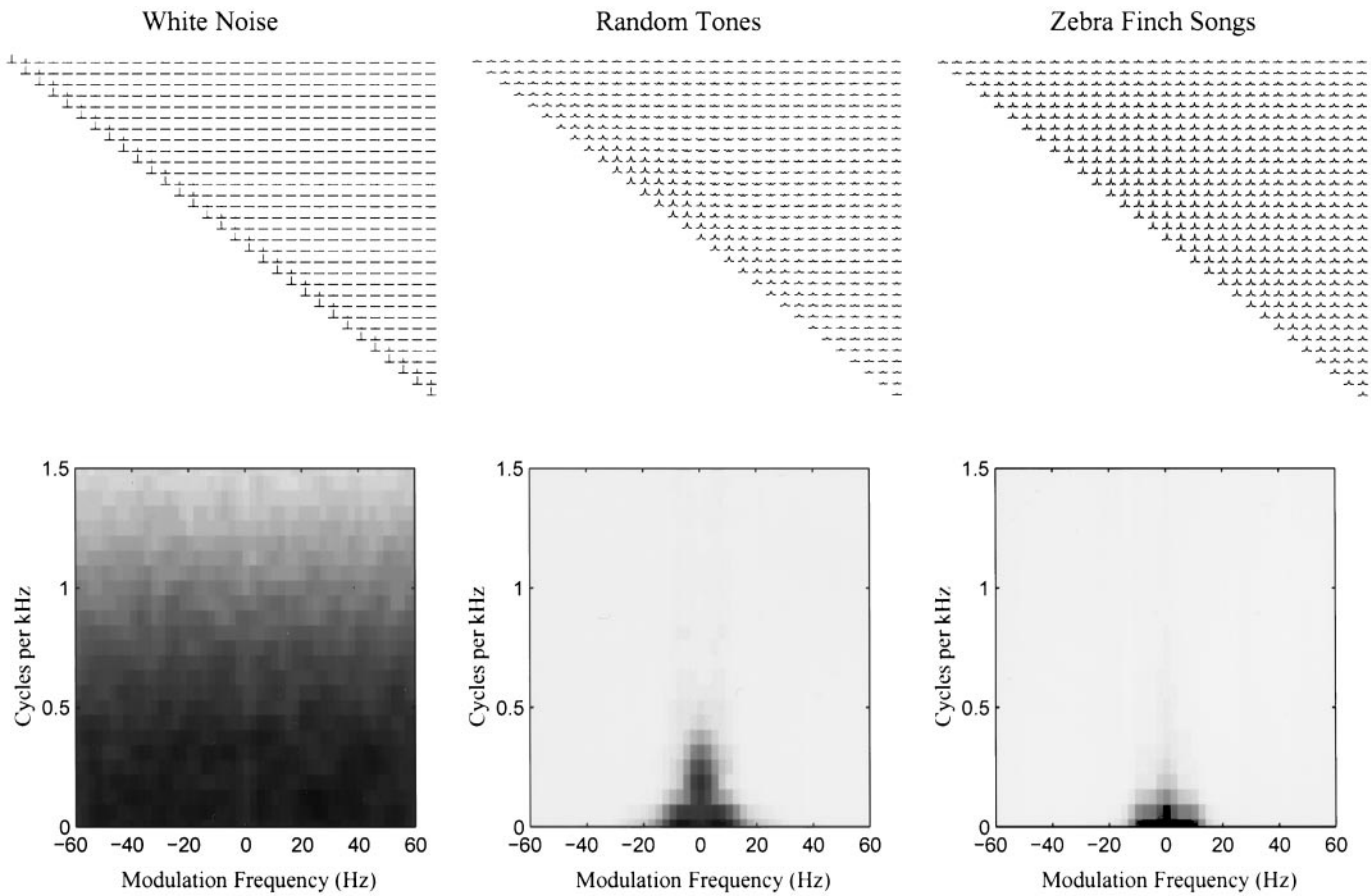 White Noise
Random Tones
Zebra Finch Songs
1.5
1
0.5
0
Cycles per kHz
−60 −40 −20 0 20 40 60
Modulation Frequency (Hz)
1.5
1
0.5
0
Cycles per kHz
−60 −40 −20 0 20 40 60
Modulation Frequency (Hz)
1.5
1
0.5
0
Cycles per kHz
−60 −40 −20 0 20 40 60
Modulation Frequency (Hz)